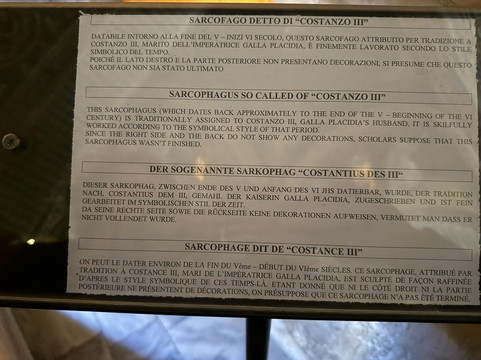 SARCOFAGO DETTO DI “COSTANZO III”
DATABILE INTORNO ALLA FINE DEL V – INIZI VI SECOLO, QUESTO SARCOFAGO ATTRIBUITO PER TRADIZIONE A
COSTANZO III, MARITO DELL’IMPERATRICE GALLA PLACIDIA, È FINEMENTE LAVORATO SECONDO LO STILE
SIMBOLICO DEL TEMPO.
POICHÈ IL LATO DESTRO E LA PARTE POSTERIORE NON PRESENTANO DECORAZIONI, SI PRESUME CHE QUESTO
SARCOFAGO NON SIA STATO ULTIMATO
SARCOPHAGUS SO CALLED OF “COSTANZO III”
THIS SARCOPHAGUS (WHICH DATES BACK APPROXIMATELY TO THE END OF THE V – BEGINNING OF THE VI
CENTURY) IS TRADITIONALLY ASSIGNED TO COSTANZO III, GALLA PLACIDIA’S HUSBAND. IT IS SKILFULLY
WORKED ACCORDING TO THE SYMBOLICAL STYLE OF THAT PERIOD.
SINCE THE RIGHT SIDE AND THE BACK DO NOT SHOW ANY DECORATIONS, SCHOLARS SUPPOSE THAT THIS
SARCOPHAGUS WASN’T FINISHED.
DER SOGENANNTE SARKOPHAG “COSTANTIUS DES III”
DIESER SARKOPHAG, ZWISCHEN ENDE DES V UND ANFANG DES VI JHS DATIERBAR, WURDE, DER TRADITION
NACH, COSTANTIUS DEM III, GEMAHL DER KAISERIN GALLA PLACIDIA, ZUGESCHRIEBEN UND IST FEIN
GEARBEITET IM SYMBOLISCHEN STIL DER ZEIT.
DA SEINE RECHTE SEITE SOWIE DIE RÜCKSEITE KEINE DEKORATIONEN AUFWEISEN, VERMUTET MAN DASS ER
NICHT VOLLENDET WURDE.
SARCOPHAGE DIT DE “COSTANCE III”
ON PEUT LE DATER ENVIRON DE LA FIN DU Vème – DÉBUT DU VIème SIÈCLES. CE SARCOPHAGE, ATTRIBUÉ PAR
TRADITION À COSTANCE III, MARI DE L’IMPÉRATRICE GALLA PLACIDIA, EST SCULPTÉ DE FAÇON RAFFINÉE
D’APRÈS LE STYLE SYMBOLIQUE DE CES TEMPS-LÀ. ETANT DONNÉ QUE NI LE CÔTÉ DROIT NI LA PARTIE
POSTÉRIEURE NE PRÉSENTENT DE DÉCORATIONS, ON PRÉSUPPOSE QUE CE SARCOPHAGE N’A PAS ÉTÉ TERMINÉ.